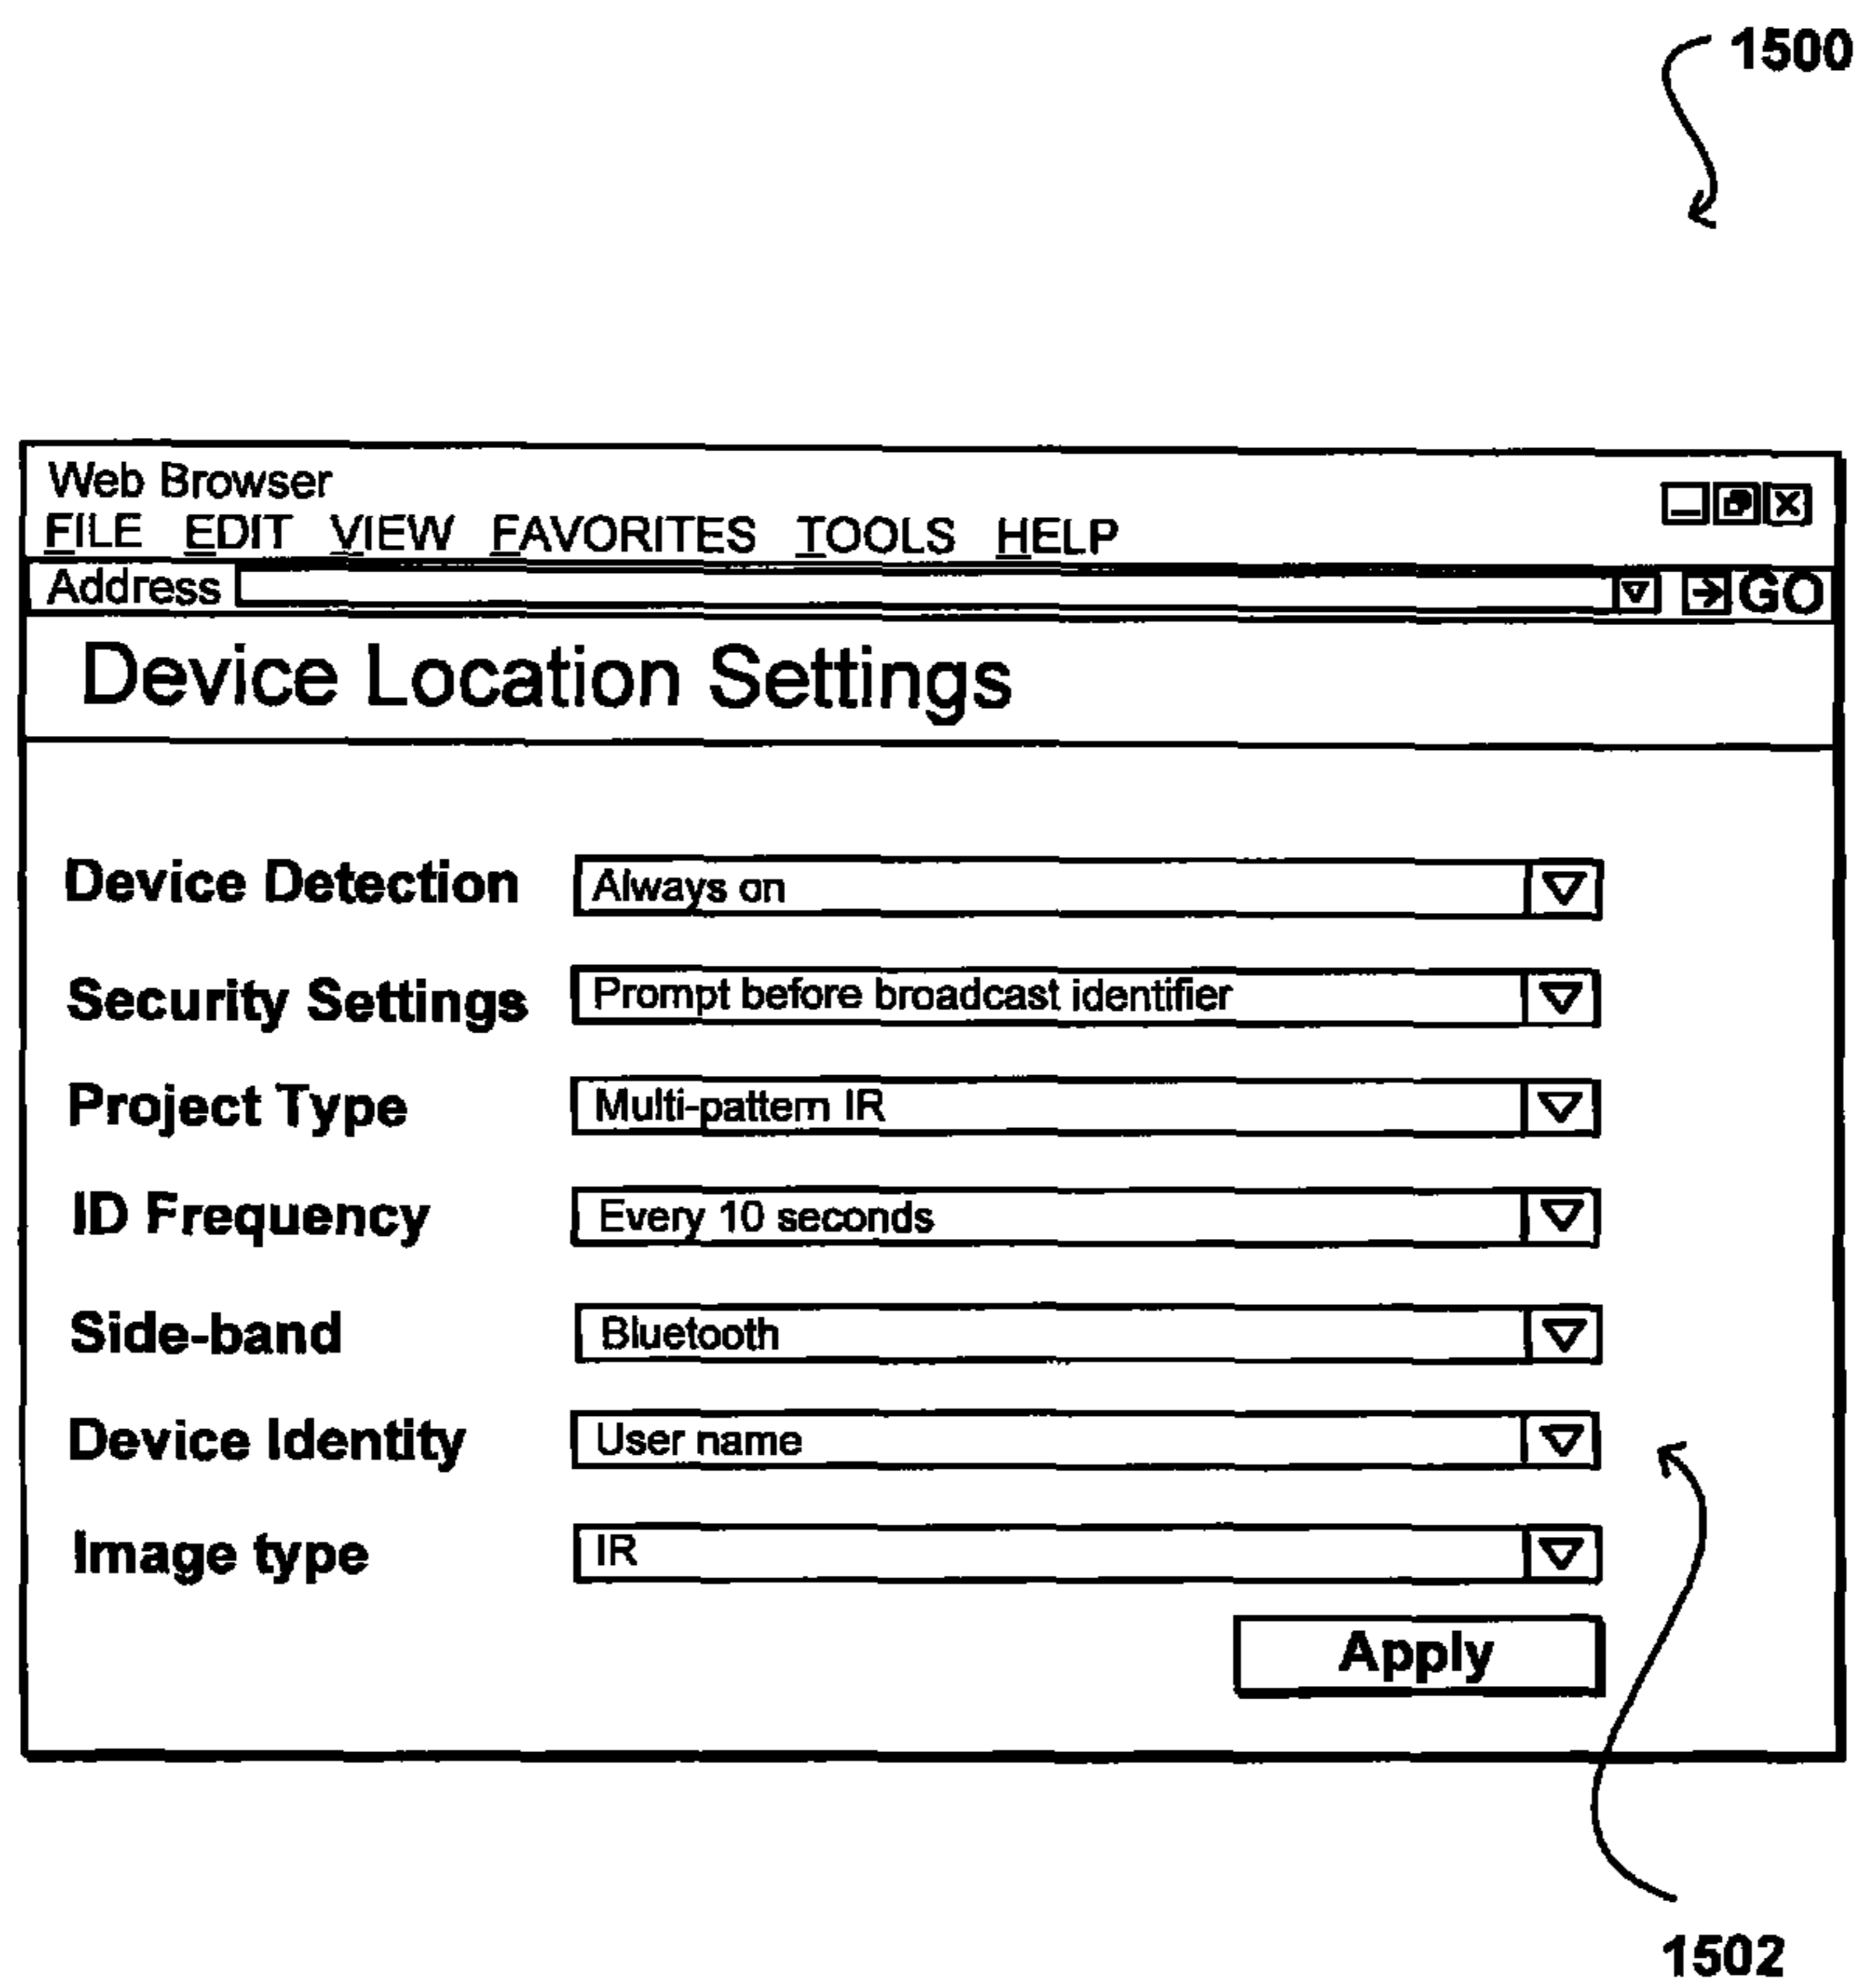 1500
Web Browser
FILE EDIT VIEW FAVORITES TOOLS HELP
Address GO
Device Location Settings
Device Detection Always on
Security Settings Prompt before broadcast identifier
Project Type Multi-pattern IR
ID Frequency Every 10 seconds
Side-band Bluetooth
Device Identity User name
Image type IR
Apply
1502